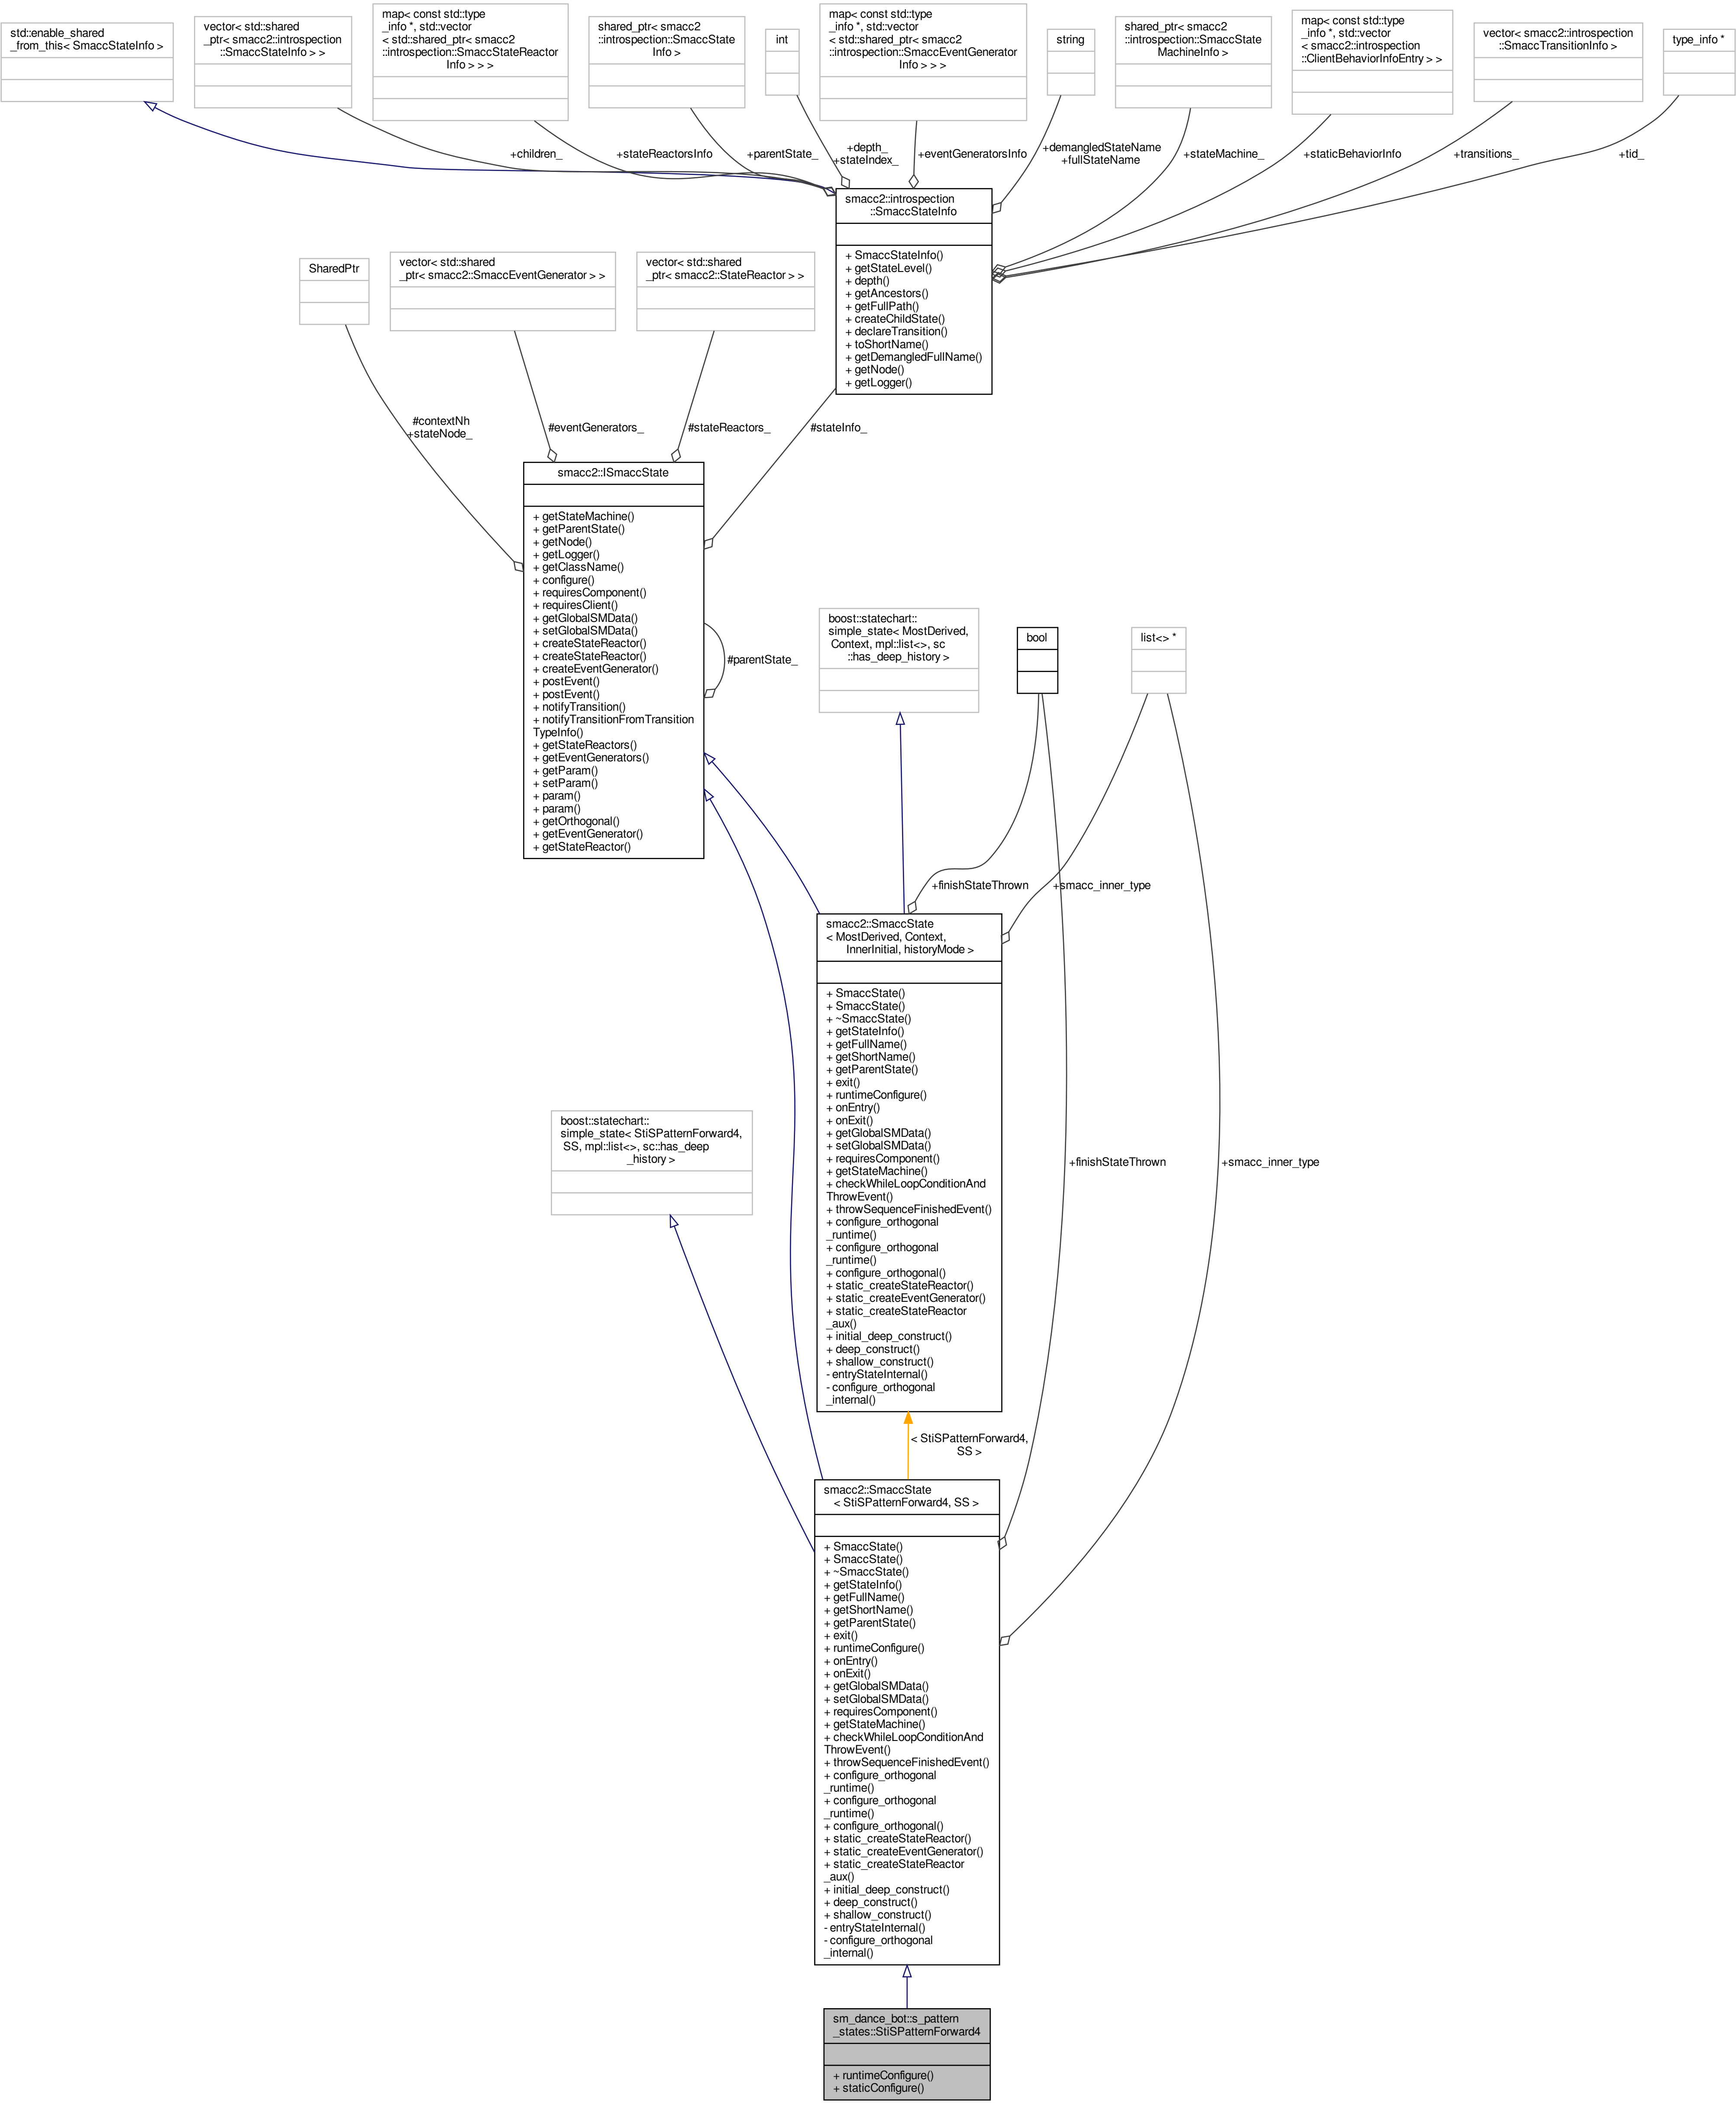 std::enable_shared
_from_this< SmaccStateInfo >
vector< std::shared
_ptr< smacc2::introspection
::SmaccStateInfo > >
map< const std::type
_info *, std::vector
< std::shared_ptr< smacc2
::introspection::SmaccStateReactor
Info > > >
shared_ptr< smacc2
::introspection::SmaccState
Info >
int
map< const std::type
_info *, std::vector
< std::shared_ptr< smacc2
::introspection::SmaccEventGenerator
Info > > >
string
shared_ptr< smacc2
::introspection::SmaccState
MachineInfo >
map< const std::type
_info *, std::vector
< smacc2::introspection
::ClientBehaviorInfoEntry > >
vector< smacc2::introspection
::SmaccTransitionInfo >
type_info *
+children_
+stateReactorsInfo
+parentState_
+depth_
+stateIndex_
+eventGeneratorsInfo
+demangledStateName
+fullStateName
+stateMachine_
+staticBehaviorInfo
+transitions_
+tid_
smacc2::introspection
::SmaccStateInfo
+ SmaccStateInfo()
+ getStateLevel()
+ depth()
+ getAncestors()
+ getFullPath()
+ createChildState()
+ declareTransition()
+ toShortName()
+ getDemangledFullName()
+ getNode()
+ getLogger()
SharedPtr
vector< std::shared
_ptr< smacc2::SmaccEventGenerator > >
vector< std::shared
_ptr< smacc2::StateReactor > >
#contextNh
+stateNode_
#eventGenerators_
#stateReactors_
#stateInfo_
smacc2::ISmaccState
+ getStateMachine()
+ getParentState()
+ getNode()
+ getLogger()
+ getClassName()
+ configure()
+ requiresComponent()
+ requiresClient()
+ getGlobalSMData()
+ setGlobalSMData()
+ createStateReactor()
+ createStateReactor()
+ createEventGenerator()
+ postEvent()
+ postEvent()
+ notifyTransition()
+ notifyTransitionFromTransition
TypeInfo()
+ getStateReactors()
+ getEventGenerators()
+ getParam()
+ setParam()
+ param()
+ param()
+ getOrthogonal()
+ getEventGenerator()
+ getStateReactor()
#parentState_
boost::statechart::
simple_state< MostDerived,
Context, mpl::list<>, sc
::has_deep_history >
bool
list<> *
+finishStateThrown
+smacc_inner_type
smacc2::SmaccState
< MostDerived, Context,
InnerInitial, historyMode >
+ SmaccState()
+ SmaccState()
+ ~SmaccState()
+ getStateInfo()
+ getFullName()
+ getShortName()
+ getParentState()
+ exit()
+ runtimeConfigure()
+ onEntry()
+ onExit()
+ getGlobalSMData()
+ setGlobalSMData()
+ requiresComponent()
+ getStateMachine()
+ checkWhileLoopConditionAnd
ThrowEvent()
+ throwSequenceFinishedEvent()
+ configure_orthogonal
_runtime()
+ configure_orthogonal
_runtime()
+ configure_orthogonal()
+ static_createStateReactor()
+ static_createEventGenerator()
+ static_createStateReactor
_aux()
+ initial_deep_construct()
+ deep_construct()
+ shallow_construct()
- entryStateInternal()
- configure_orthogonal
_internal()
boost::statechart::
simple_state< StiSPatternForward4,
SS, mpl::list<>, sc::has_deep
_history >
+finishStateThrown
+smacc_inner_type
< StiSPatternForward4,
SS >
smacc2::SmaccState
< StiSPatternForward4, SS >
+ SmaccState()
+ SmaccState()
+ ~SmaccState()
+ getStateInfo()
+ getFullName()
+ getShortName()
+ getParentState()
+ exit()
+ runtimeConfigure()
+ onEntry()
+ onExit()
+ getGlobalSMData()
+ setGlobalSMData()
+ requiresComponent()
+ getStateMachine()
+ checkWhileLoopConditionAnd
ThrowEvent()
+ throwSequenceFinishedEvent()
+ configure_orthogonal
_runtime()
+ configure_orthogonal
_runtime()
+ configure_orthogonal()
+ static_createStateReactor()
+ static_createEventGenerator()
+ static_createStateReactor
_aux()
+ initial_deep_construct()
+ deep_construct()
+ shallow_construct()
- entryStateInternal()
- configure_orthogonal
_internal()
sm_dance_bot::s_pattern
_states::StiSPatternForward4
+ runtimeConfigure()
+ staticConfigure()